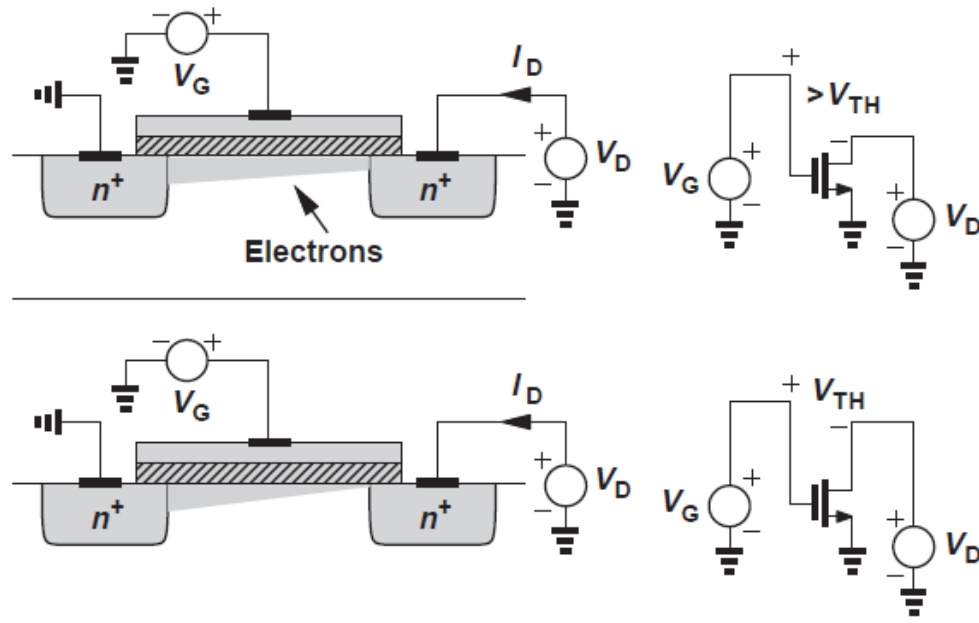 − +
V_G
I_D
+
V_D
−
n⁺
n⁺
Electrons
+
> V_TH
−
+
V_G
−
+
V_D
−
− +
V_G
I_D
+
V_D
−
n⁺
n⁺
+
V_TH
−
+
V_G
−
+
V_D
−